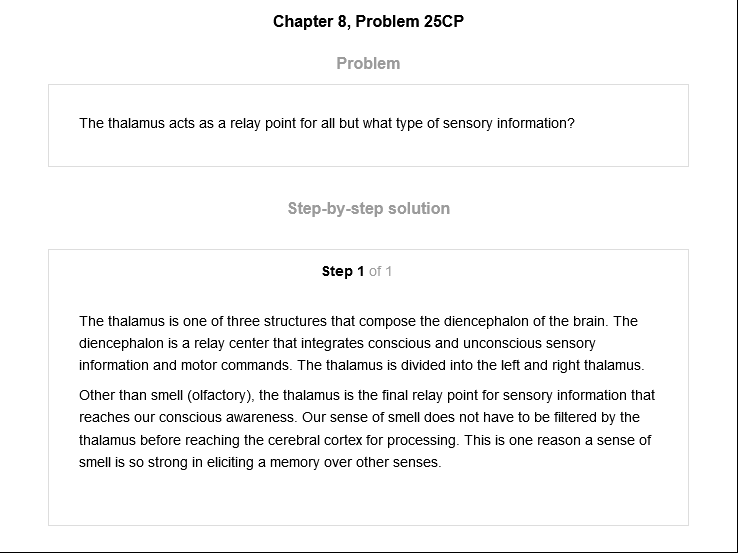 Chapter 8, Problem 25CP
Problem
The thalamus acts as a relay point for all but what type of sensory information?
Step-by-step solution
Step 1 of 1
The thalamus is one of three structures that compose the diencephalon of the brain. The
diencephalon is a relay center that integrates conscious and unconscious sensory
information and motor commands. The thalamus is divided into the left and right thalamus.
Other than smell (olfactory), the thalamus is the final relay point for sensory information that
reaches our conscious awareness. Our sense of smell does not have to be filtered by the
thalamus before reaching the cerebral cortex for processing. This is one reason a sense of
smell is so strong in eliciting a memory over other senses.